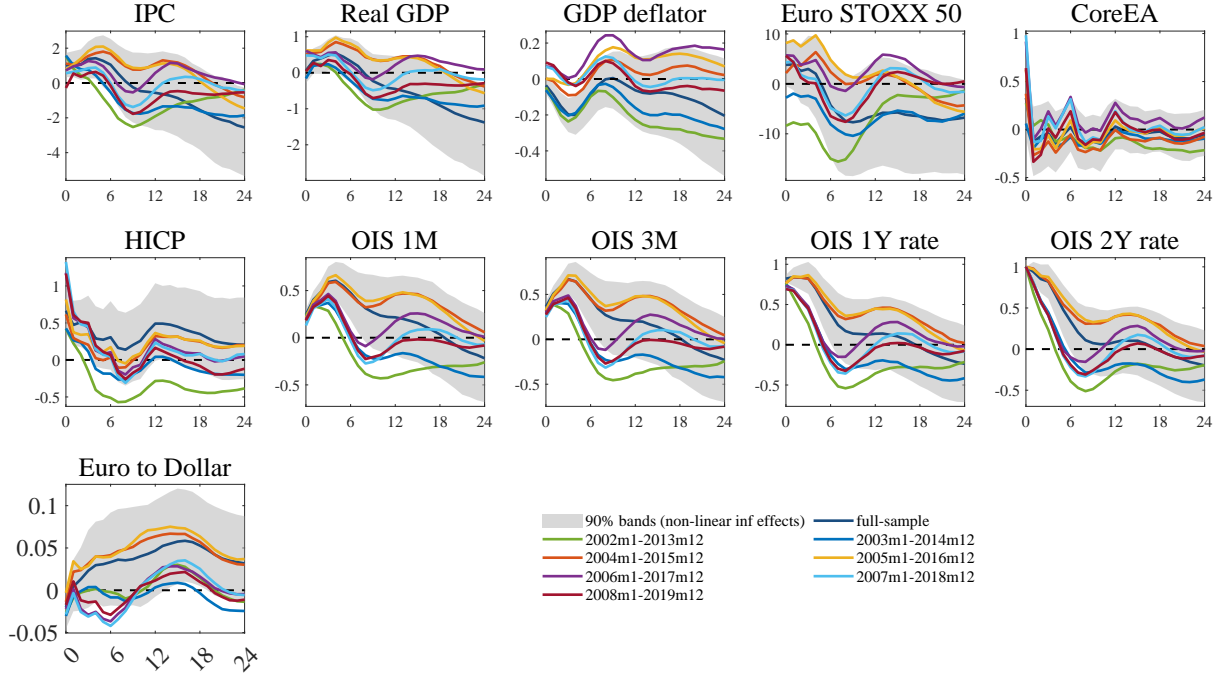 IPC Real GDP GDP deflator Euro STOXX 50 CoreEA
2 0 -2 -4
0 6 12 18 24
1 0 -1 -2
0 6 12 18 24
0.2 0 -0.2 -0.4
0 6 12 18 24
10 0 -10
0 6 12 18 24
1 0.5 0 -0.5
0 6 12 18 24
HICP OIS 1M OIS 3M OIS 1Y rate OIS 2Y rate
1 0.5 0 -0.5
0 6 12 18 24
0.5 0 -0.5
0 6 12 18 24
0.5 0 -0.5
0 6 12 18 24
1 0.5 0 -0.5
0 6 12 18 24
1 0.5 0 -0.5
0 6 12 18 24
Euro to Dollar
0.1
0.05
0
-0.05
0 6 12 18 24
90% bands (non-linear inf effects) full-sample
2002m1-2013m12 2003m1-2014m12
2004m1-2015m12 2005m1-2016m12
2006m1-2017m12 2007m1-2018m12
2008m1-2019m12